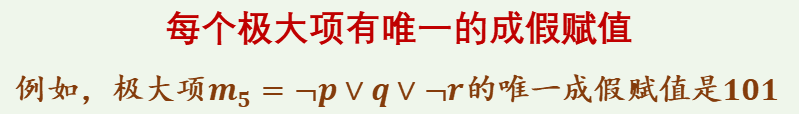 每个极大项有唯一的成假赋值
例如，极大项m₅ = ¬p ∨ q ∨ ¬r的唯一成假赋值是101